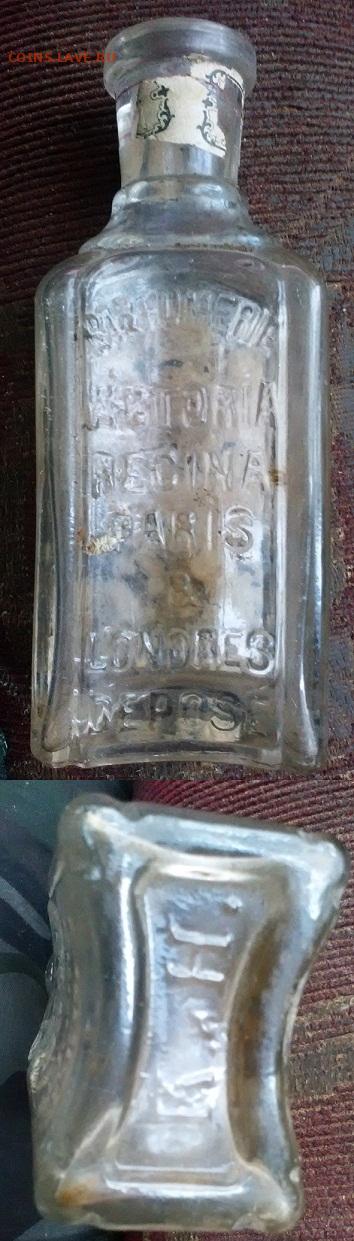 COINS.LAVE.RU
PARFUMERIE
VICTORIA
REGINA
PARIS
&
LONDRES
DEPOSE